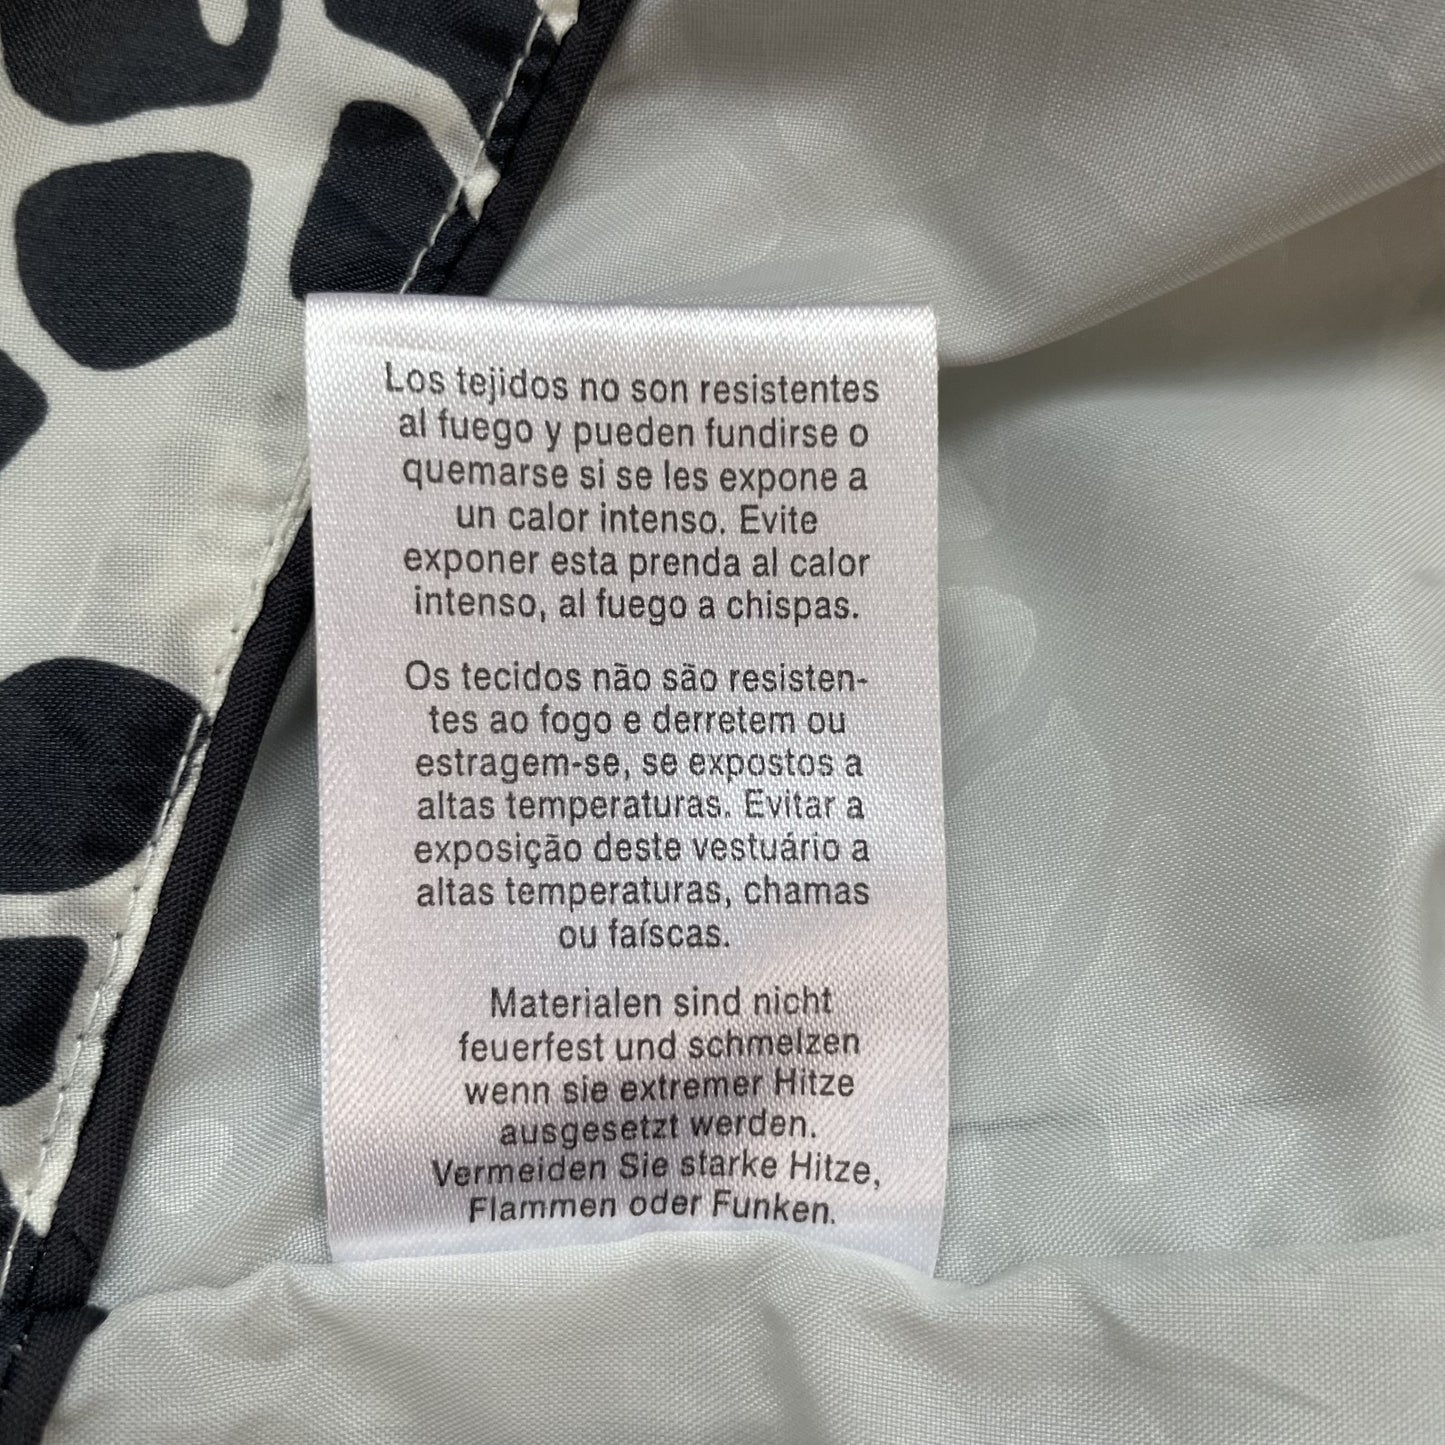 Los tejidos no son resistentes
al fuego y pueden fundirse o
quemarse si se les expone a
un calor intenso. Evite
exponer esta prenda al calor
intenso, al fuego a chispas.
Os tecidos não são resisten-
tes ao fogo e derretem ou
estragem-se, se expostos a
altas temperaturas. Evitar a
exposição deste vestuário a
altas temperaturas, chamas
ou faíscas.
Materialen sind nicht
feuerfest und schmelzen
wenn sie extremer Hitze
ausgesetzt werden.
Vermeiden Sie starke Hitze,
Flammen oder Funken.